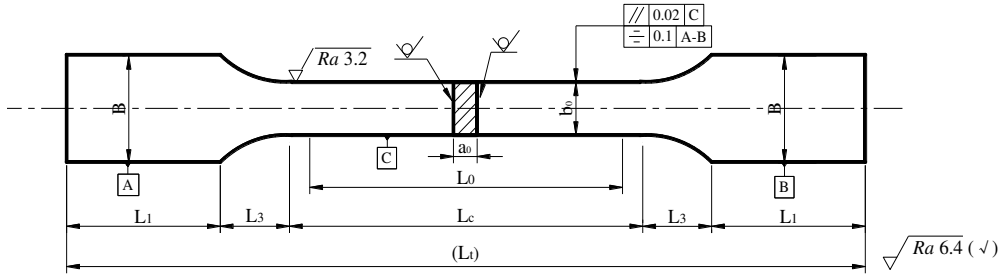 // 0.02 C
⌯ 0.1 A-B
Ra 3.2
B
b0
B
C
a0
A
L0
B
L1
L3
Lc
L3
L1
(Lt)
Ra 6.4 (√)